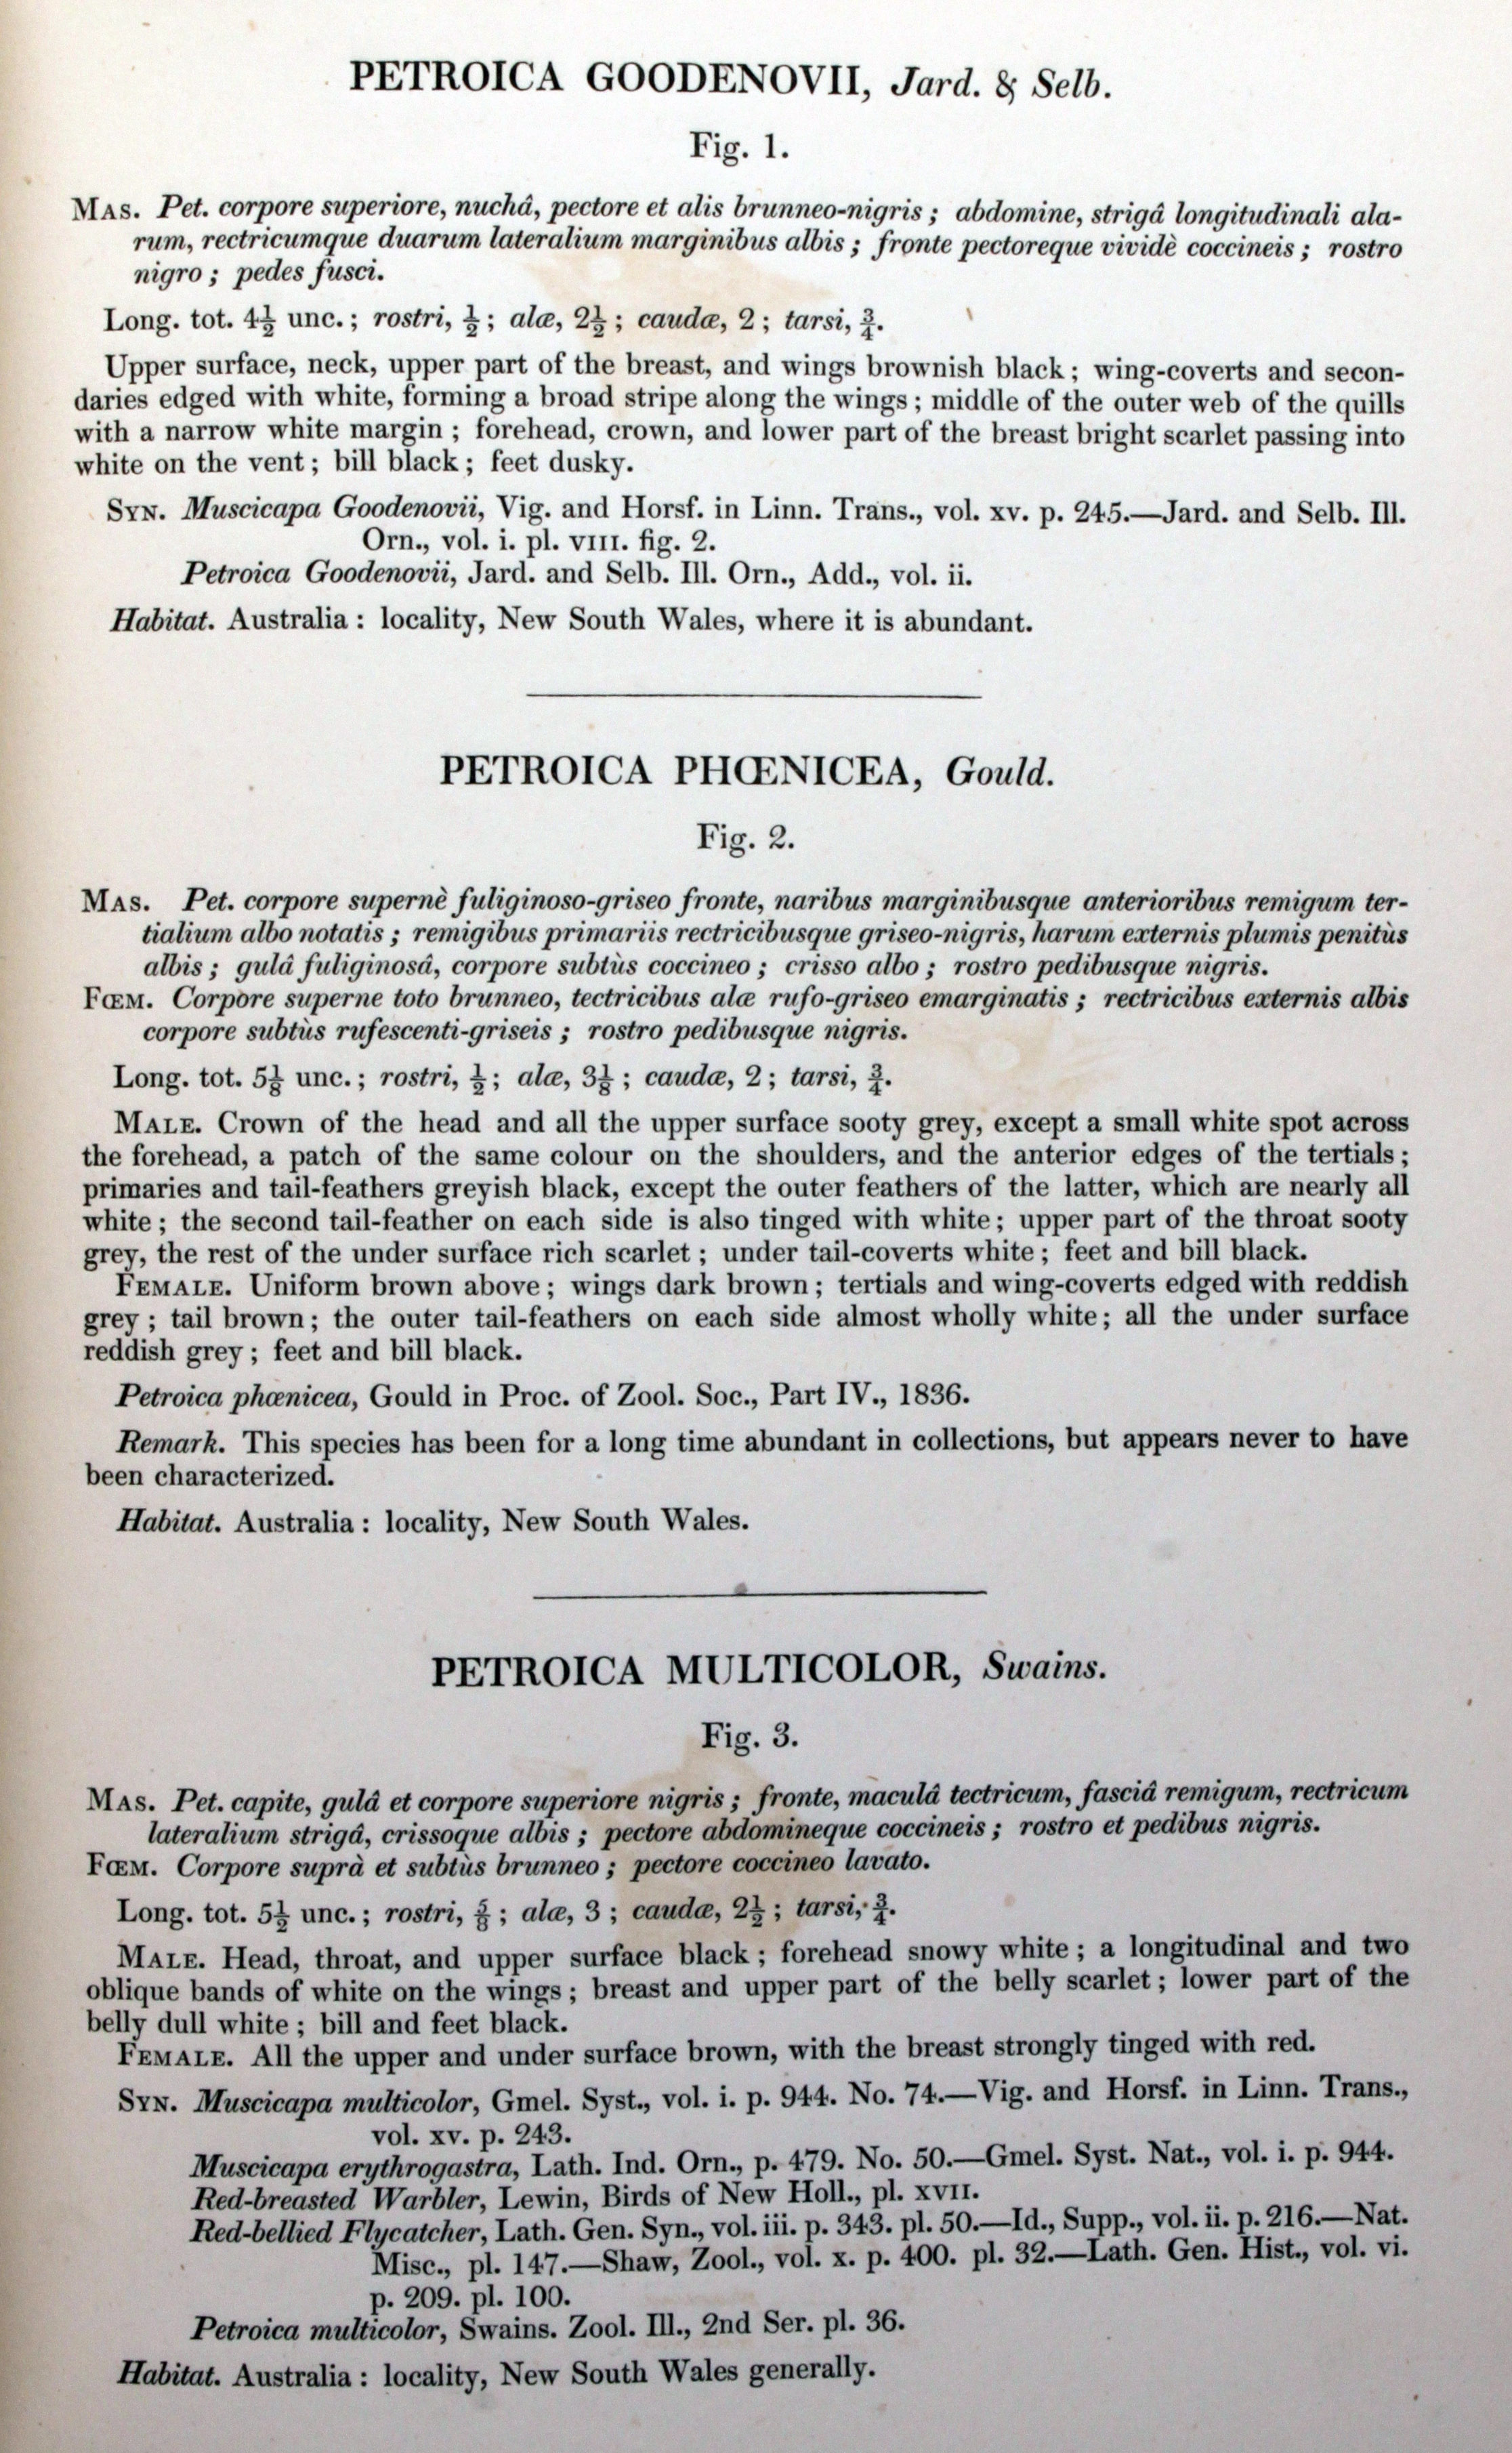 PETROICA GOODENOVII, Jard. & Selb.
Fig. 1.
Mas. Pet. corpore superiore, nuchâ, pectore et alis brunneo-nigris; abdomine, strigâ longitudinali ala-
rum, rectricumque duarum lateralium marginibus albis; fronte pectoreque vividè coccineis; rostro
nigro; pedes fusci.
Long. tot. 4½ unc.; rostri, ½; alæ, 2½; caudæ, 2; tarsi,
Upper surface, neck, upper part of the breast, and wings brownish black; wing-coverts and secon-
daries edged with white, forming a broad stripe along the wings; middle of the outer web of the quills
with a narrow white margin; forehead, crown, and lower part of the breast bright scarlet passing into
white on the vent; bill black; feet dusky.
Syn. Muscicapa Goodenovii, Vig. and Horsf. in Linn. Trans., vol. xv. p. 245.—Jard. and Selb. Ill.
Orn., vol. i. pl. viii. fig. 2.
Petroica Goodenovii, Jard. and Selb. Ill. Orn., Add., vol. ii.
Habitat. Australia: locality, New South Wales, where it is abundant.
PETROICA PHŒNICEA, Gould.
Fig. 2.
Mas. Pet. corpore supernè fuliginoso-griseo fronte, naribus marginibusque anterioribus remigum ter-
tialium albo notatis; remigibus primariis rectricibusque griseo-nigris, harum externis plumis penitùs
albis; gulâ fuliginosâ, corpore subtùs coccineo; crisso albo; rostro pedibusque nigris.
Fœm. Corpore superne toto brunneo, tectricibus alæ rufo-griseo emarginatis; rectricibus externis albis
corpore subtùs rufescenti-griseis; rostro pedibusque nigris.
Long. tot. 5½ unc.; rostri, ½; alæ, 3½; caudæ, 2; tarsi,
Male. Crown of the head and all the upper surface sooty grey, except a small white spot across
the forehead, a patch of the same colour on the shoulders, and the anterior edges of the tertials;
primaries and tail-feathers greyish black, except the outer feathers of the latter, which are nearly all
white; the second tail-feather on each side is also tinged with white; upper part of the throat sooty
grey, the rest of the under surface rich scarlet; under tail-coverts white; feet and bill black.
Female. Uniform brown above; wings dark brown; tertials and wing-coverts edged with reddish
grey; tail brown; the outer tail-feathers on each side almost wholly white; all the under surface
reddish grey; feet and bill black.
Petroica phœnicea, Gould in Proc. of Zool. Soc., Part IV., 1836.
Remark. This species has been for a long time abundant in collections, but appears never to have
been characterized.
Habitat. Australia: locality, New South Wales.
PETROICA MULTICOLOR, Swains.
Fig. 3.
Mas. Pet. capite, gulâ et corpore superiore nigris; fronte, maculâ tectricum, fasciâ remigum, rectricum
lateralium strigâ, crissoque albis; pectore abdomineque coccineis; rostro et pedibus nigris.
Fœm. Corpore suprà et subtùs brunneo; pectore coccineo lavato.
Long. tot. 5½ unc.; rostri, alæ, 3; caudæ, 2½; tarsi,
Male. Head, throat, and upper surface black; forehead snowy white; a longitudinal and two
oblique bands of white on the wings; breast and upper part of the belly scarlet; lower part of the
belly dull white; bill and feet black.
Female. All the upper and under surface brown, with the breast strongly tinged with red.
Syn. Muscicapa multicolor, Gmel. Syst., vol. i. p. 944. No. 74.—Vig. and Horsf. in Linn. Trans.,
vol. xv. p. 243.
Muscicapa erythrogastra, Lath. Ind. Orn., p. 479. No. 50.—Gmel. Syst. Nat., vol. i. p. 944.
Red-breasted Warbler, Lewin, Birds of New Holl., pl. xvii.
Red-bellied Flycatcher, Lath. Gen. Syn., vol. iii. p. 343. pl. 50.—Id., Supp., vol. ii. p. 216.—Nat.
Misc., pl. 147.—Shaw, Zool., vol. x. p. 400. pl. 32.—Lath. Gen. Hist., vol. vi.
p. 209. pl. 100.
Petroica multicolor, Swains. Zool. Ill., 2nd Ser. pl. 36.
Habitat. Australia: locality, New South Wales generally.